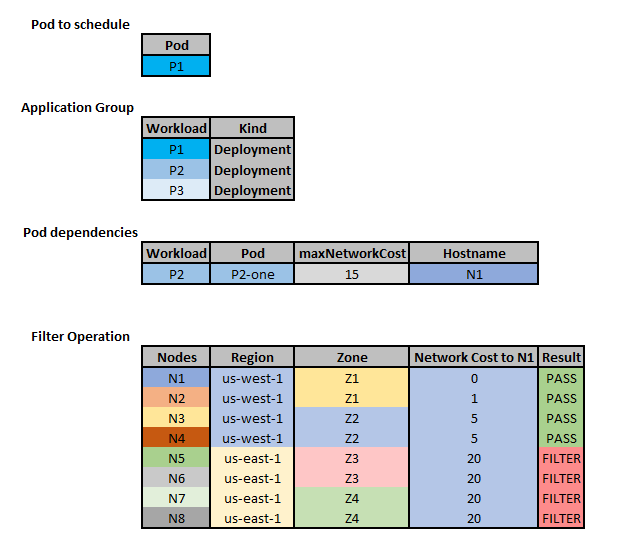 Pod to schedule
Pod
P1
Application Group
Workload Kind
P1 Deployment
P2 Deployment
P3 Deployment
Pod dependencies
Workload Pod maxNetworkCost Hostname
P2 P2-one 15 N1
Filter Operation
Nodes Region Zone Network Cost to N1 Result
N1 us-west-1 Z1 0 PASS
N2 us-west-1 Z1 1 PASS
N3 us-west-1 Z2 5 PASS
N4 us-west-1 Z2 5 PASS
N5 us-east-1 Z3 20 FILTER
N6 us-east-1 Z3 20 FILTER
N7 us-east-1 Z4 20 FILTER
N8 us-east-1 Z4 20 FILTER